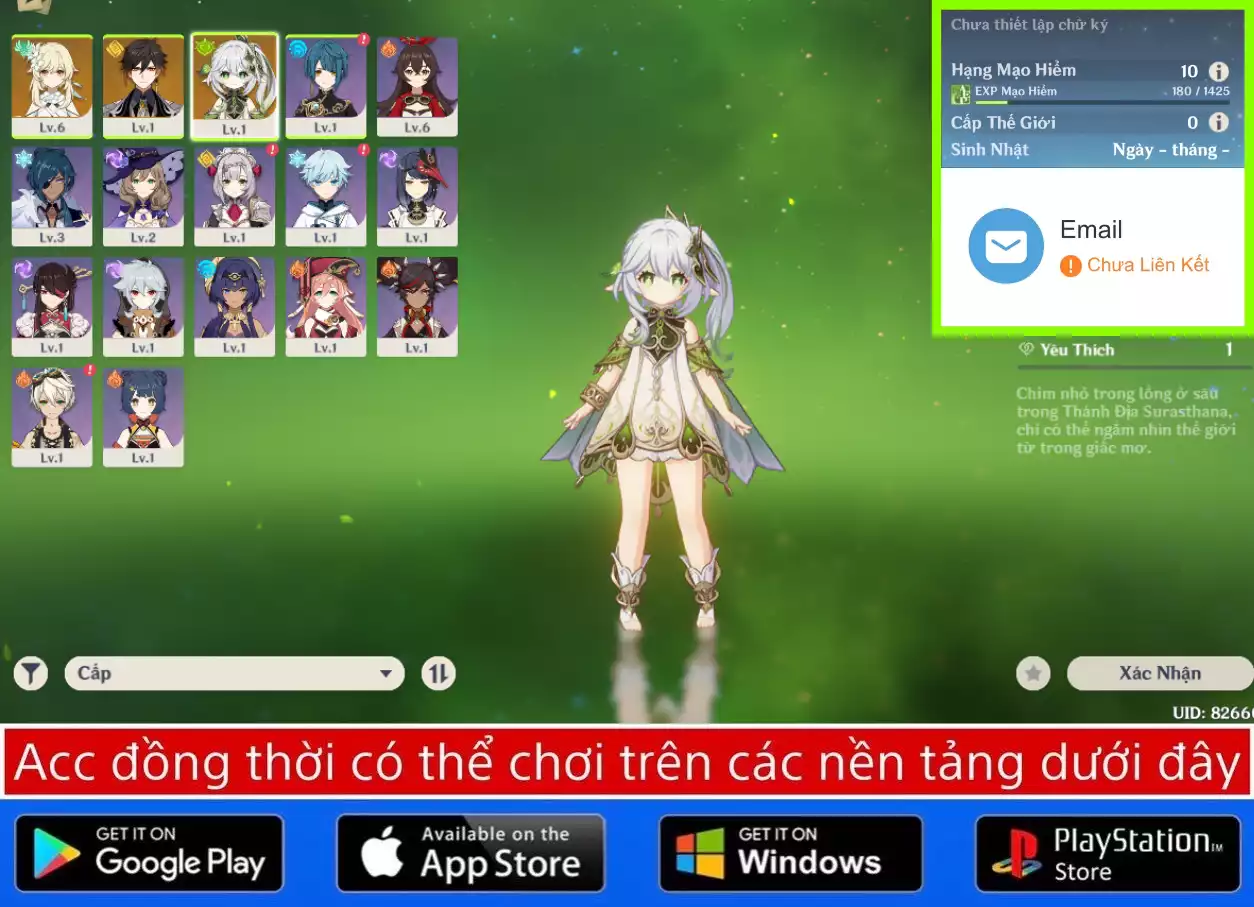 Lv.6
Lv.1
Lv.1
Lv.1
Lv.6
Lv.3
Lv.2
Lv.1
Lv.1
Lv.1
Lv.1
Lv.1
Lv.1
Lv.1
Lv.1
Lv.1
Lv.1
Chưa thiết lập chữ ký
Hạng Mạo Hiểm 10
EXP Mạo Hiểm 180 / 1425
Cấp Thế Giới 0
Sinh Nhật Ngày - tháng -
Email
Chưa Liên Kết
Yêu Thích 1
Chim nhỏ trong lồng ở sâu
trong Thánh Địa Surasthana,
chỉ có thể ngắm nhìn thế giới
từ trong giấc mơ.
Cấp
Xác Nhận
UID: 8266
Acc đồng thời có thể chơi trên các nền tảng dưới đây
GET IT ON
Google Play
Available on the
App Store
GET IT ON
Windows
PlayStation™
Store